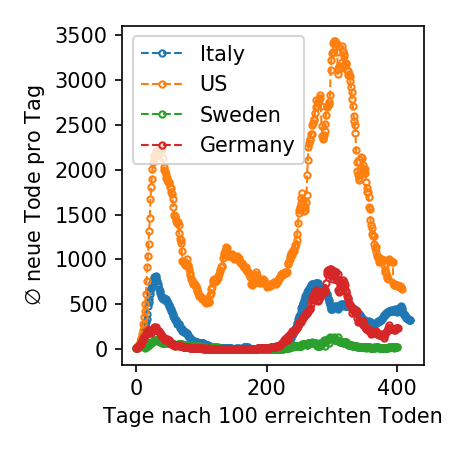 3500
3000
2500
2000
1500
1000
500
0
∅ neue Tode pro Tag
Italy
US
Sweden
Germany
0
200
400
Tage nach 100 erreichten Toden